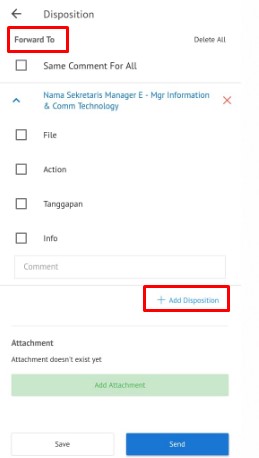 Disposition
Forward To
Delete All
Same Comment For All
Nama Sekretaris Manager E - Mgr Information
& Comm Technology
File
Action
Tanggapan
Info
Comment
+ Add Disposition
Attachment
Attachment doesn't exist yet
Add Attachment
Save
Send